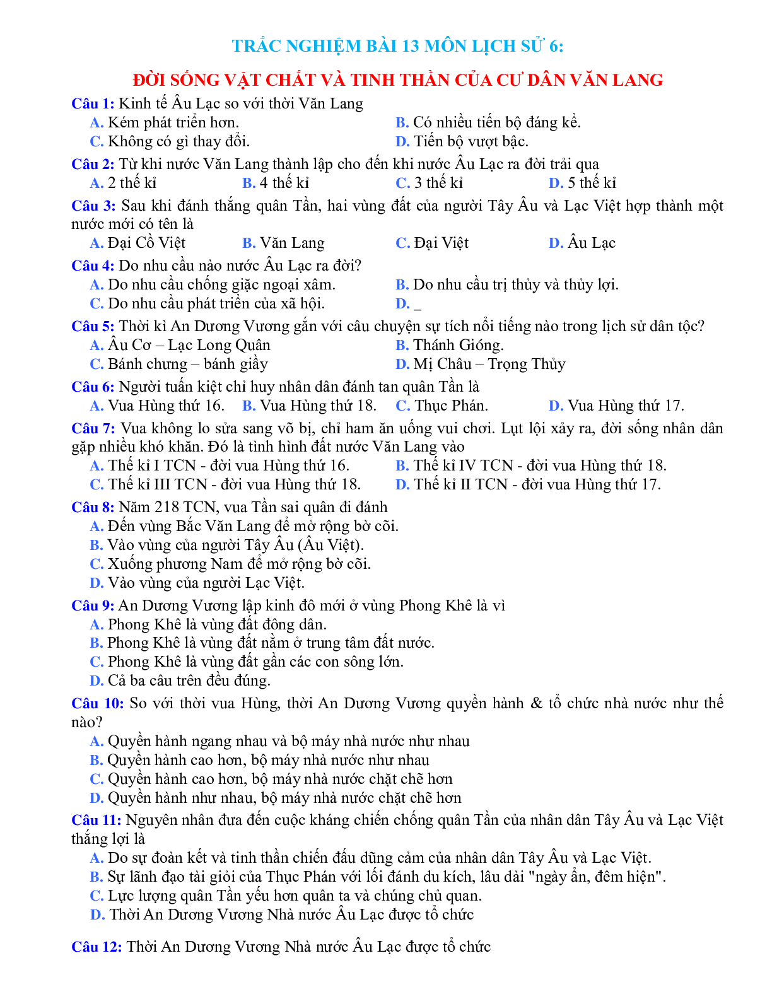 TRẮC NGHIỆM BÀI 13 MÔN LỊCH SỬ 6:
ĐỜI SỐNG VẬT CHẤT VÀ TINH THẦN CỦA CƯ DÂN VĂN LANG
Câu 1: Kinh tế Âu Lạc so với thời Văn Lang
A. Kém phát triển hơn. B. Có nhiều tiến bộ đáng kể.
C. Không có gì thay đổi. D. Tiến bộ vượt bậc.
Câu 2: Từ khi nước Văn Lang thành lập cho đến khi nước Âu Lạc ra đời trải qua
A. 2 thế kỉ B. 4 thế kỉ C. 3 thế kỉ D. 5 thế kỉ
Câu 3: Sau khi đánh thắng quân Tần, hai vùng đất của người Tây Âu và Lạc Việt hợp thành một
nước mới có tên là
A. Đại Cồ Việt B. Văn Lang C. Đại Việt D. Âu Lạc
Câu 4: Do nhu cầu nào nước Âu Lạc ra đời?
A. Do nhu cầu chống giặc ngoại xâm. B. Do nhu cầu trị thủy và thủy lợi.
C. Do nhu cầu phát triển của xã hội. D. _
Câu 5: Thời kì An Dương Vương gắn với câu chuyện sự tích nổi tiếng nào trong lịch sử dân tộc?
A. Âu Cơ – Lạc Long Quân B. Thánh Gióng.
C. Bánh chưng – bánh giầy D. Mị Châu – Trọng Thủy
Câu 6: Người tuấn kiệt chỉ huy nhân dân đánh tan quân Tần là
A. Vua Hùng thứ 16. B. Vua Hùng thứ 18. C. Thục Phán. D. Vua Hùng thứ 17.
Câu 7: Vua không lo sửa sang võ bị, chỉ ham ăn uống vui chơi. Lụt lội xảy ra, đời sống nhân dân
gặp nhiều khó khăn. Đó là tình hình đất nước Văn Lang vào
A. Thế kỉ I TCN - đời vua Hùng thứ 16. B. Thế kỉ IV TCN - đời vua Hùng thứ 18.
C. Thế kỉ III TCN - đời vua Hùng thứ 18. D. Thế kỉ II TCN - đời vua Hùng thứ 17.
Câu 8: Năm 218 TCN, vua Tần sai quân đi đánh
A. Đến vùng Bắc Văn Lang để mở rộng bờ cõi.
B. Vào vùng của người Tây Âu (Âu Việt).
C. Xuống phương Nam để mở rộng bờ cõi.
D. Vào vùng của người Lạc Việt.
Câu 9: An Dương Vương lập kinh đô mới ở vùng Phong Khê là vì
A. Phong Khê là vùng đất đông dân.
B. Phong Khê là vùng đất nằm ở trung tâm đất nước.
C. Phong Khê là vùng đất gần các con sông lớn.
D. Cả ba câu trên đều đúng.
Câu 10: So với thời vua Hùng, thời An Dương Vương quyền hành & tổ chức nhà nước như thế
nào?
A. Quyền hành ngang nhau và bộ máy nhà nước như nhau
B. Quyền hành cao hơn, bộ máy nhà nước như nhau
C. Quyền hành cao hơn, bộ máy nhà nước chặt chẽ hơn
D. Quyền hành như nhau, bộ máy nhà nước chặt chẽ hơn
Câu 11: Nguyên nhân đưa đến cuộc kháng chiến chống quân Tần của nhân dân Tây Âu và Lạc Việt
thắng lợi là
A. Do sự đoàn kết và tinh thần chiến đấu dũng cảm của nhân dân Tây Âu và Lạc Việt.
B. Sự lãnh đạo tài giỏi của Thục Phán với lối đánh du kích, lâu dài "ngày ẩn, đêm hiện".
C. Lực lượng quân Tần yếu hơn quân ta và chúng chủ quan.
D. Thời An Dương Vương Nhà nước Âu Lạc được tổ chức
Câu 12: Thời An Dương Vương Nhà nước Âu Lạc được tổ chức